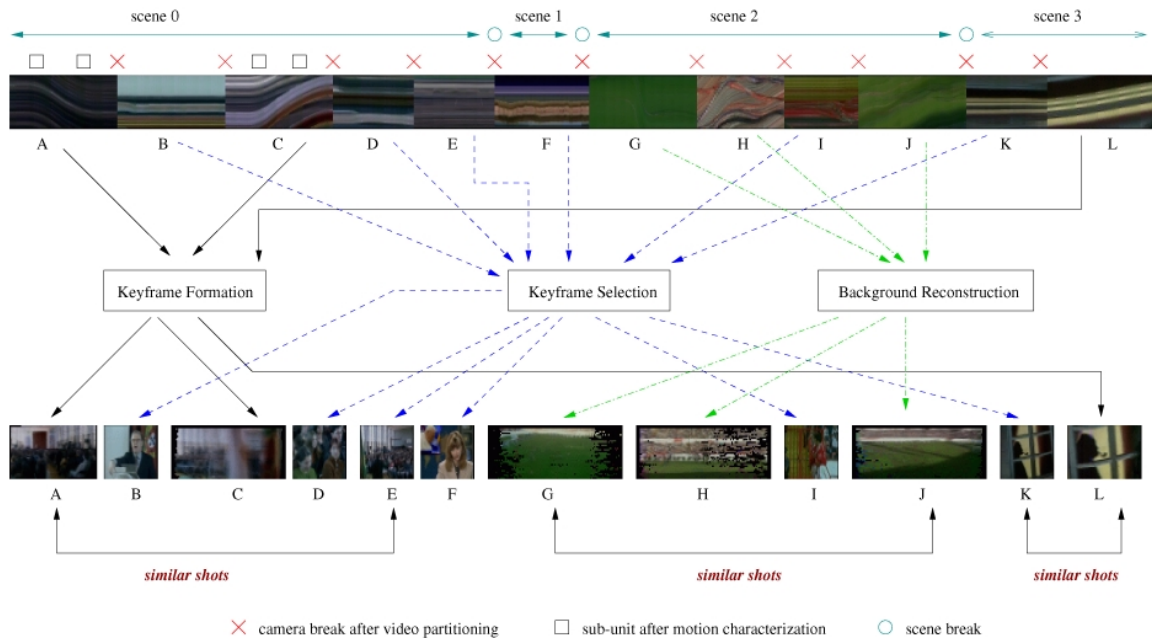 scene 0 scene 1 scene 2 scene 3
A B C D E F G H I J K L
Keyframe Formation Keyframe Selection Background Reconstruction
A B C D E F G H I J K L
similar shots similar shots similar shots
camera break after video partitioning sub-unit after motion characterization scene break